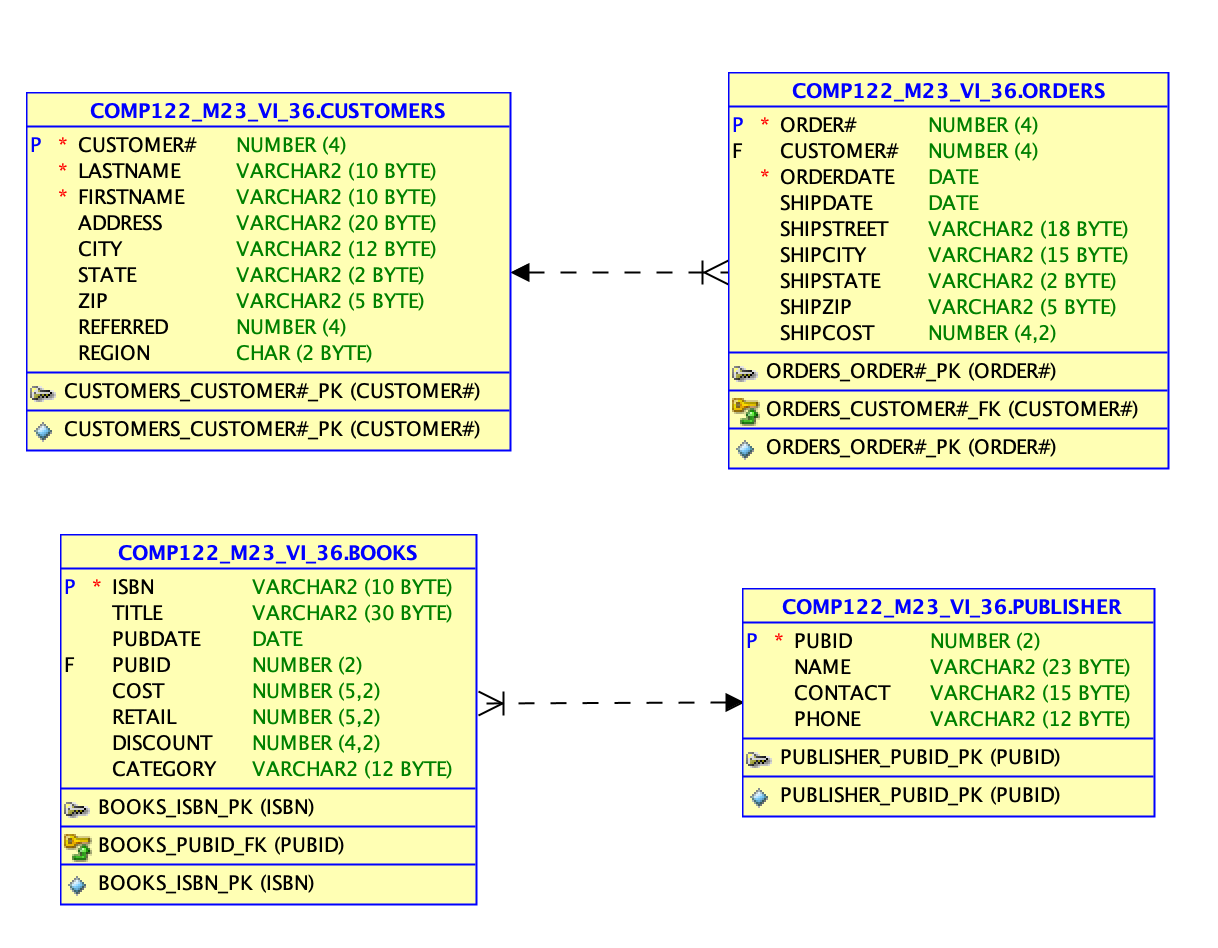 COMP122_M23_VI_36.CUSTOMERS
P * CUSTOMER# NUMBER (4)
* LASTNAME VARCHAR2 (10 BYTE)
* FIRSTNAME VARCHAR2 (10 BYTE)
ADDRESS VARCHAR2 (20 BYTE)
CITY VARCHAR2 (12 BYTE)
STATE VARCHAR2 (2 BYTE)
ZIP VARCHAR2 (5 BYTE)
REFERRED NUMBER (4)
REGION CHAR (2 BYTE)
CUSTOMERS_CUSTOMER#_PK (CUSTOMER#)
CUSTOMERS_CUSTOMER#_PK (CUSTOMER#)
COMP122_M23_VI_36.ORDERS
P * ORDER# NUMBER (4)
F CUSTOMER# NUMBER (4)
* ORDERDATE DATE
SHIPDATE DATE
SHIPSTREET VARCHAR2 (18 BYTE)
SHIPCITY VARCHAR2 (15 BYTE)
SHIPSTATE VARCHAR2 (2 BYTE)
SHIPZIP VARCHAR2 (5 BYTE)
SHIPCOST NUMBER (4,2)
ORDERS_ORDER#_PK (ORDER#)
ORDERS_CUSTOMER#_FK (CUSTOMER#)
ORDERS_ORDER#_PK (ORDER#)
COMP122_M23_VI_36.BOOKS
P * ISBN VARCHAR2 (10 BYTE)
TITLE VARCHAR2 (30 BYTE)
PUBDATE DATE
F PUBID NUMBER (2)
COST NUMBER (5,2)
RETAIL NUMBER (5,2)
DISCOUNT NUMBER (4,2)
CATEGORY VARCHAR2 (12 BYTE)
BOOKS_ISBN_PK (ISBN)
BOOKS_PUBID_FK (PUBID)
BOOKS_ISBN_PK (ISBN)
COMP122_M23_VI_36.PUBLISHER
P * PUBID NUMBER (2)
NAME VARCHAR2 (23 BYTE)
CONTACT VARCHAR2 (15 BYTE)
PHONE VARCHAR2 (12 BYTE)
PUBLISHER_PUBID_PK (PUBID)
PUBLISHER_PUBID_PK (PUBID)